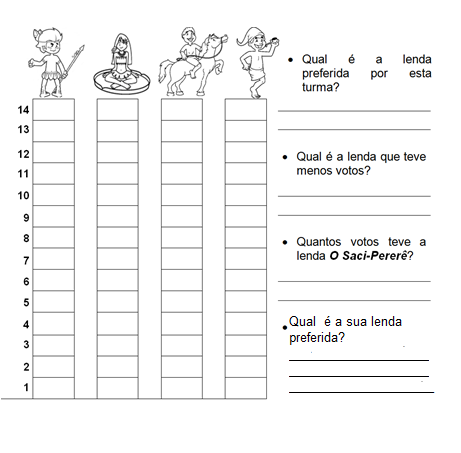 14
13
12
11
10
9
8
7
6
5
4
3
2
1
• Qual é a lenda
preferida por esta
turma?
• Qual é a lenda que teve
menos votos?
• Quantos votos teve a
lenda O Saci-Pererê?
• Qual é a sua lenda
preferida?